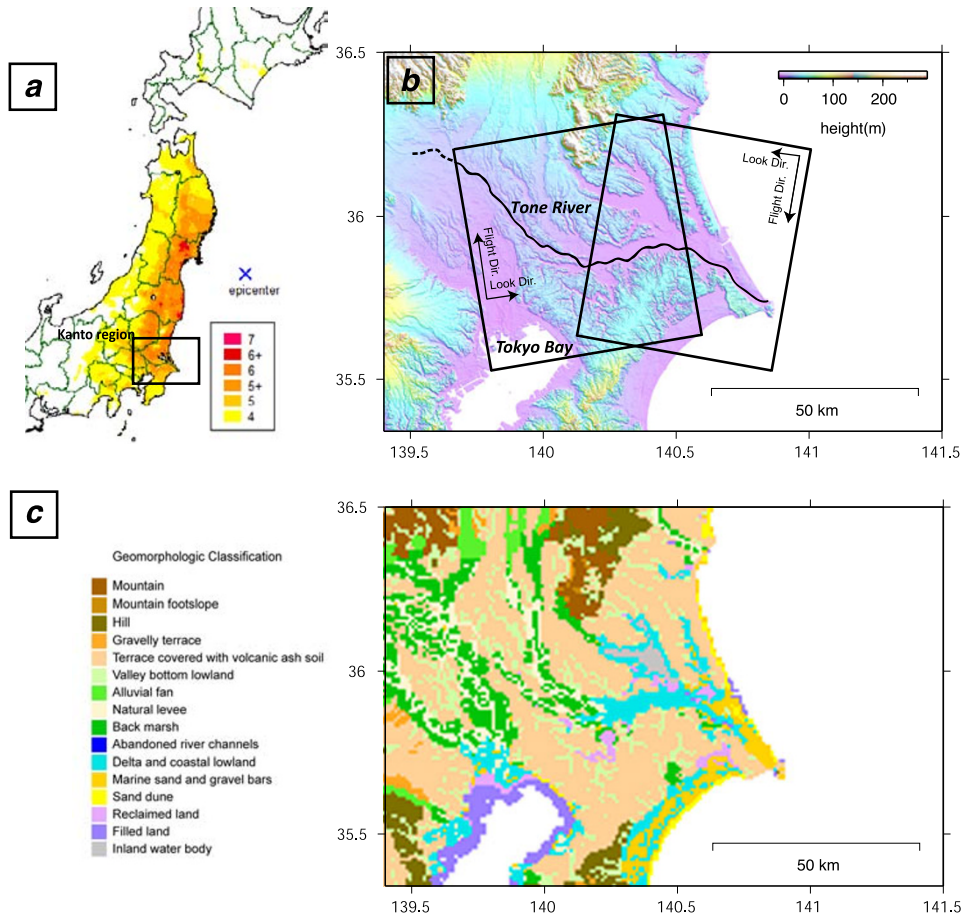 a
epicenter
Kanto region
7
6+
6
5+
5
4
b
36.5
36
35.5
0 100 200
height(m)
Look Dir.
Flight Dir.
Tone River
Flight Dir.
Look Dir.
Tokyo Bay
50 km
139.5 140 140.5 141 141.5
c
Geomorphologic Classification
Mountain
Mountain footslope
Hill
Gravelly terrace
Terrace covered with volcanic ash soil
Valley bottom lowland
Alluvial fan
Natural levee
Back marsh
Abandoned river channels
Delta and coastal lowland
Marine sand and gravel bars
Sand dune
Reclaimed land
Filled land
Inland water body
36.5
36
35.5
50 km
139.5 140 140.5 141 141.5